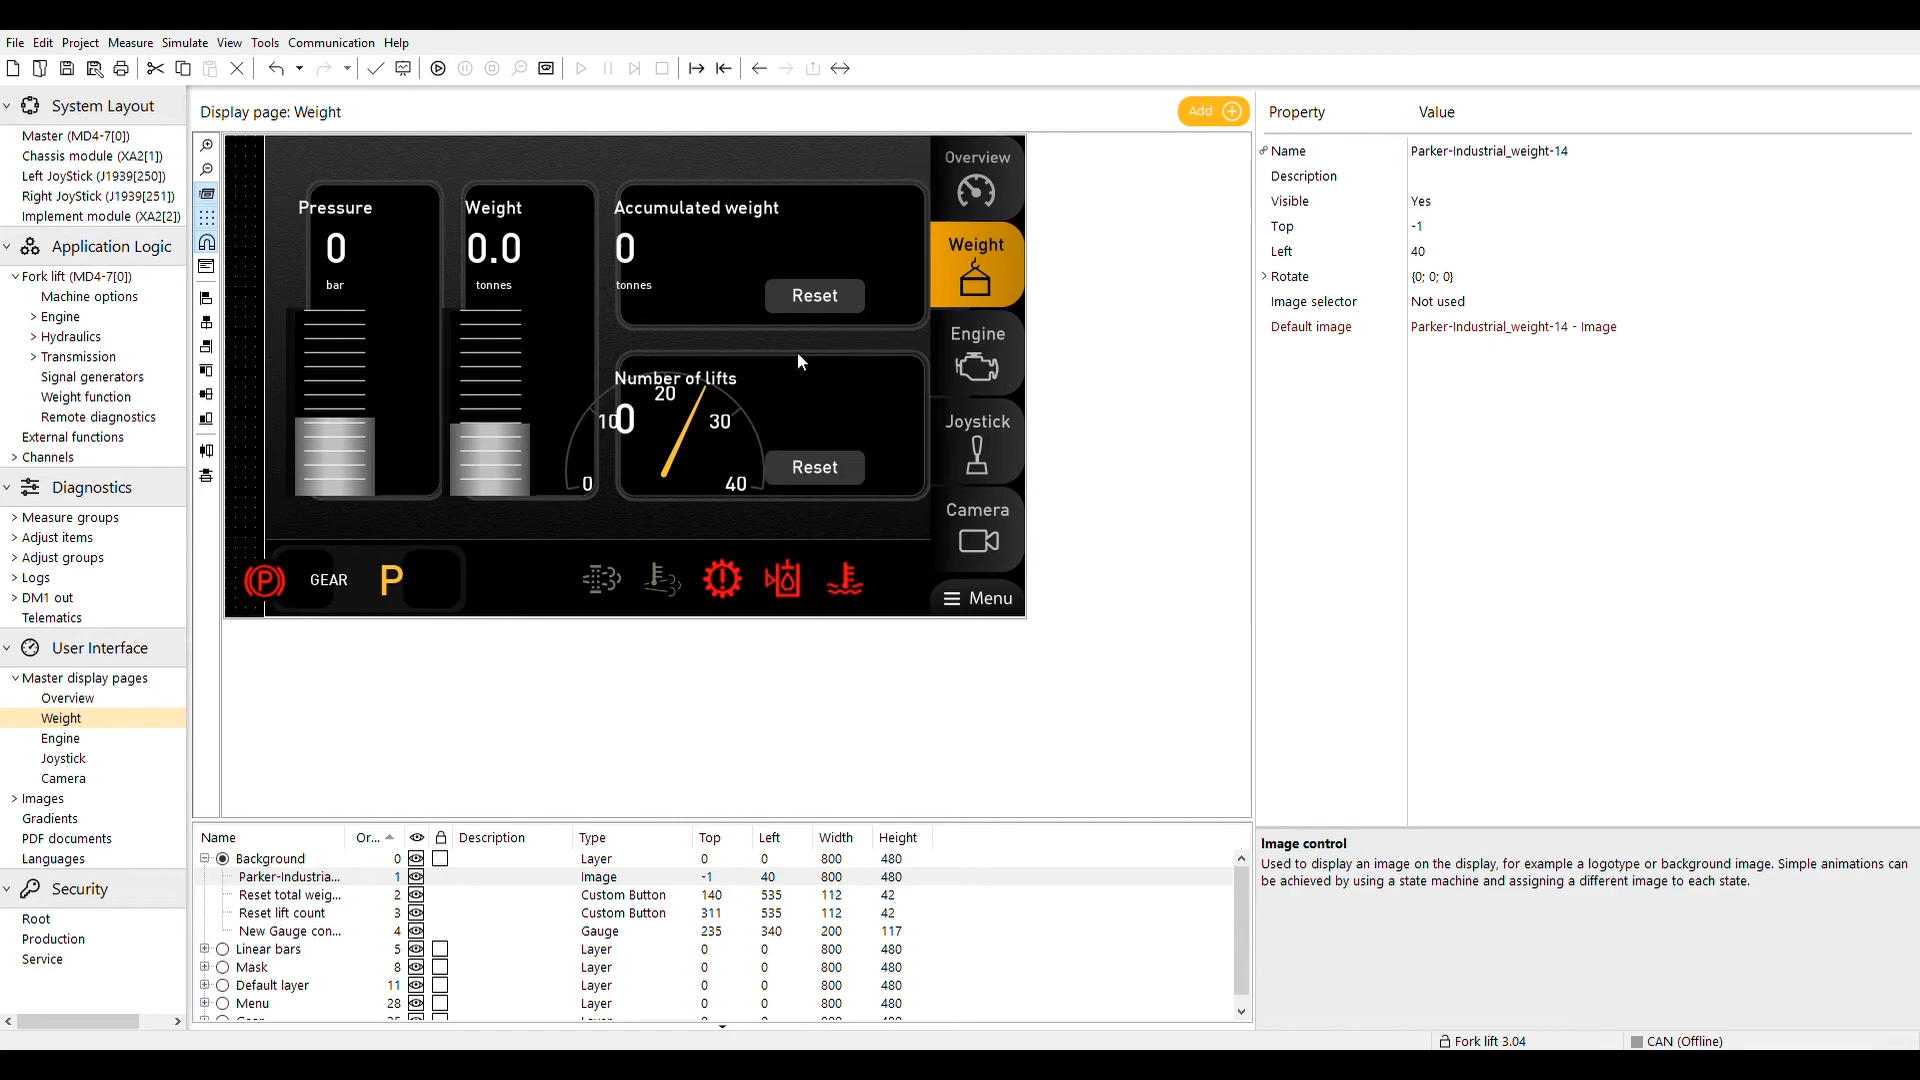 File Edit Project Measure Simulate View Tools Communication Help
System Layout
Master (MD4-7[0])
Chassis module (XA2[1])
Left JoyStick (J1939[250])
Right JoyStick (J1939[251])
Implement module (XA2[2])
Application Logic
Fork lift (MD4-7[0])
Machine options
Engine
Hydraulics
Transmission
Signal generators
Weight function
Remote diagnostics
External functions
Channels
Diagnostics
Measure groups
Adjust items
Adjust groups
Logs
DM1 out
Telematics
User Interface
Master display pages
Overview
Weight
Engine
Joystick
Camera
Images
Gradients
PDF documents
Languages
Security
Root
Production
Service
Display page: Weight
Add
Pressure
0
bar
Weight
0.0
tonnes
Accumulated weight
0
tonnes
Reset
Number of lifts
0
Reset
0
10
20
30
40
P
GEAR
P
Overview
Weight
Engine
Joystick
Camera
Menu
Name Or... Description Type Top Left Width Height
Background 0 Layer 0 0 800 480
Parker-Industria... 1 Image -1 40 800 480
Reset total weig... 2 Custom Button 140 535 112 42
Reset lift count 3 Custom Button 311 535 112 42
New Gauge con... 4 Gauge 235 340 200 117
Linear bars 5 Layer 0 0 800 480
Mask 8 Layer 0 0 800 480
Default layer 11 Layer 0 0 800 480
Menu 28 Layer 0 0 800 480
Property Value
Name Parker-Industrial_weight-14
Description
Visible Yes
Top -1
Left 40
Rotate {0; 0; 0}
Image selector Not used
Default image Parker-Industrial_weight-14 - Image
Image control
Used to display an image on the display, for example a logotype or background image. Simple animations can
be achieved by using a state machine and assigning a different image to each state.
Fork lift 3.04
CAN (Offline)